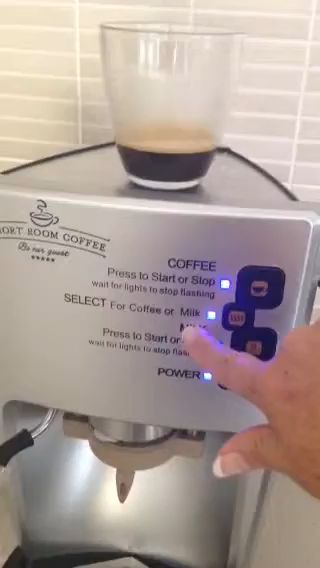 ORT ROOM COFFEE
Be our guest
COFFEE
Press to Start or Stop
wait for lights to stop flashing
SELECT For Coffee or Milk
Press to Start or
wait for lights to stop flas
POWER